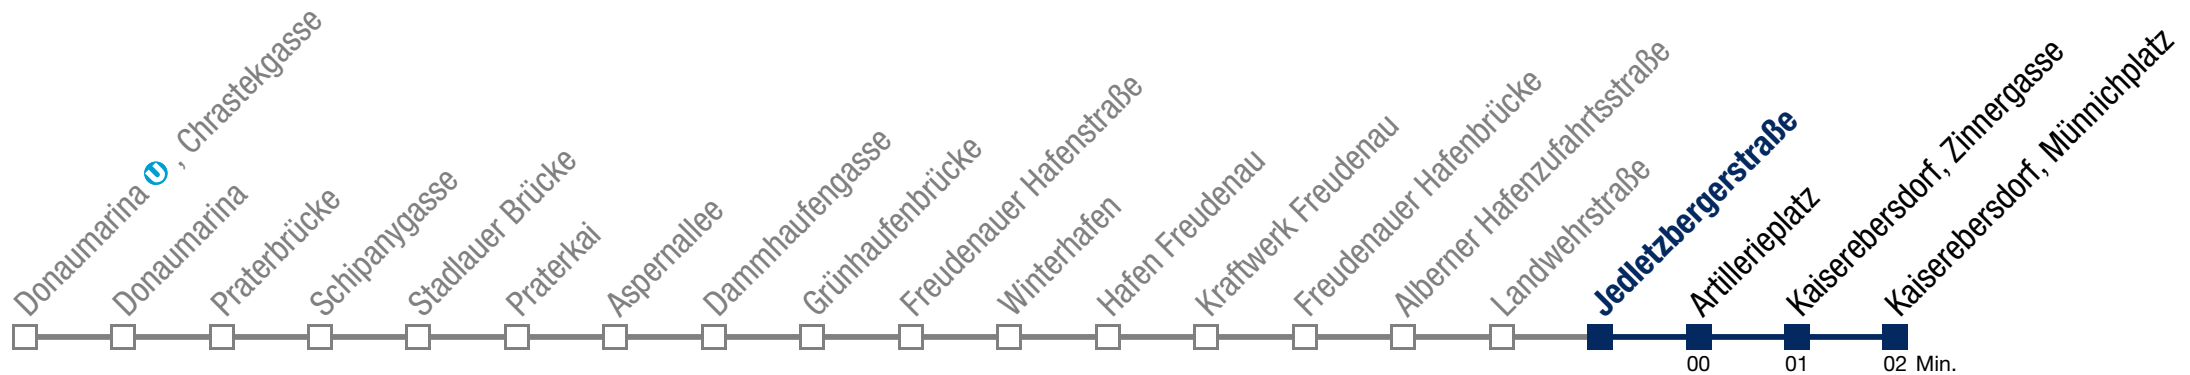 Donaumarina U , Chrastekgasse
Donaumarina
Praterbrücke
Schipanygasse
Stadlauer Brücke
Praterkai
Aspernallee
Dammhaufengasse
Grünhaufenbrücke
Freudenauer Hafenstraße
Winterhafen
Hafen Freudenau
Kraftwerk Freudenau
Freudenauer Hafenbrücke
Alberner Hafenzufahrtsstraße
Landwehrstraße
Jedletzbergerstraße
Artillerieplatz
Kaiserebersdorf, Zinnergasse
Kaiserebersdorf, Münnichplatz
00 01 02 Min.